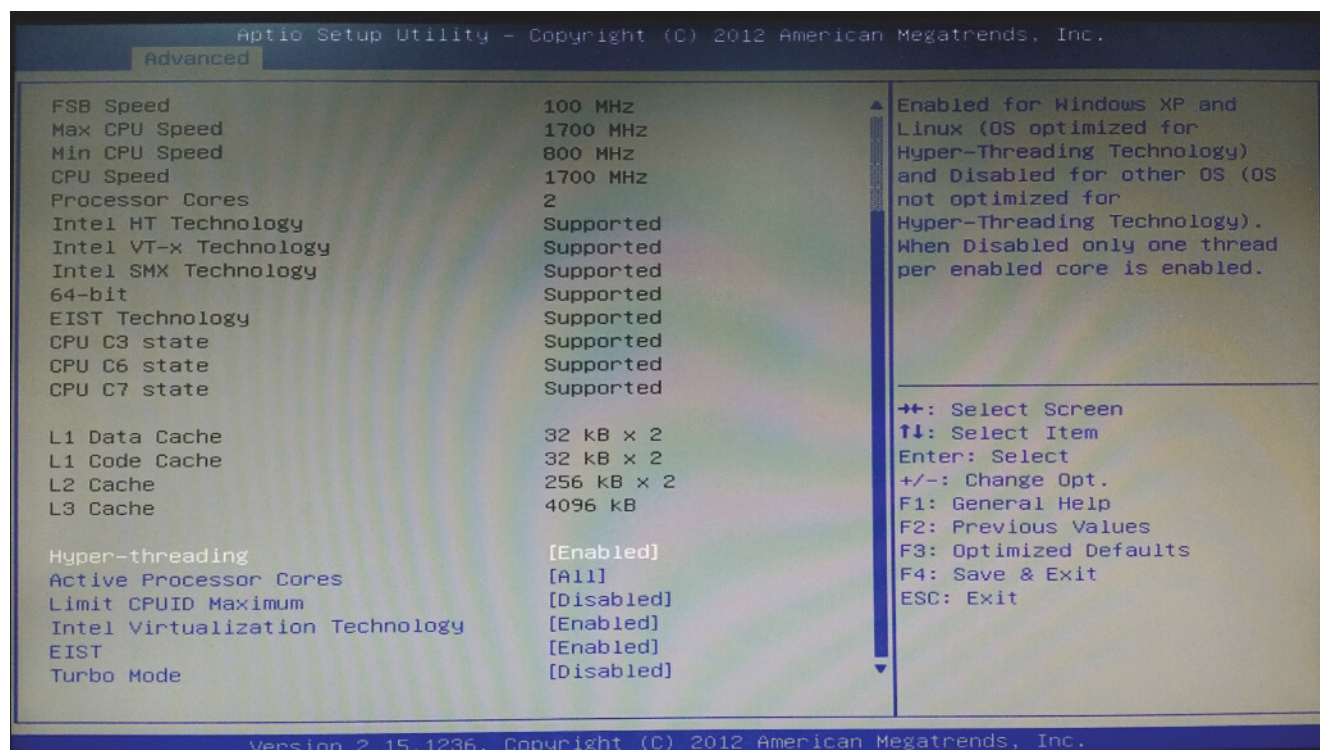 Aptio Setup Utility – Copyright (C) 2012 American Megatrends, Inc.
Advanced
FSB Speed 100 MHz
Max CPU Speed 1700 MHz
Min CPU Speed 800 MHz
CPU Speed 1700 MHz
Processor Cores 2
Intel HT Technology Supported
Intel VT-x Technology Supported
Intel SMX Technology Supported
64-bit Supported
EIST Technology Supported
CPU C3 state Supported
CPU C6 state Supported
CPU C7 state Supported
L1 Data Cache 32 kB x 2
L1 Code Cache 32 kB x 2
L2 Cache 256 kB x 2
L3 Cache 4096 kB
Hyper-threading [Enabled]
Active Processor Cores [All]
Limit CPUID Maximum [Disabled]
Intel Virtualization Technology [Enabled]
EIST [Enabled]
Turbo Mode [Disabled]
Enabled for Windows XP and
Linux (OS optimized for
Hyper-Threading Technology)
and Disabled for other OS (OS
not optimized for
Hyper-Threading Technology).
When Disabled only one thread
per enabled core is enabled.
→←: Select Screen
↑↓: Select Item
Enter: Select
+/-: Change Opt.
F1: General Help
F2: Previous Values
F3: Optimized Defaults
F4: Save & Exit
ESC: Exit
Version 2.15.1236. Copyright (C) 2012 American Megatrends, Inc.